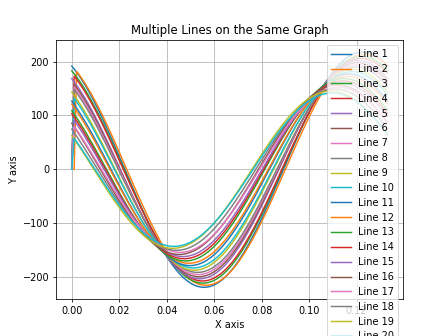 Multiple Lines on the Same Graph
Y axis
200
100
0
−100
−200
0.00
0.02
0.04
0.06
0.08
0.10
X axis
Line 1
Line 2
Line 3
Line 4
Line 5
Line 6
Line 7
Line 8
Line 9
Line 10
Line 11
Line 12
Line 13
Line 14
Line 15
Line 16
Line 17
Line 18
Line 19
Line 20